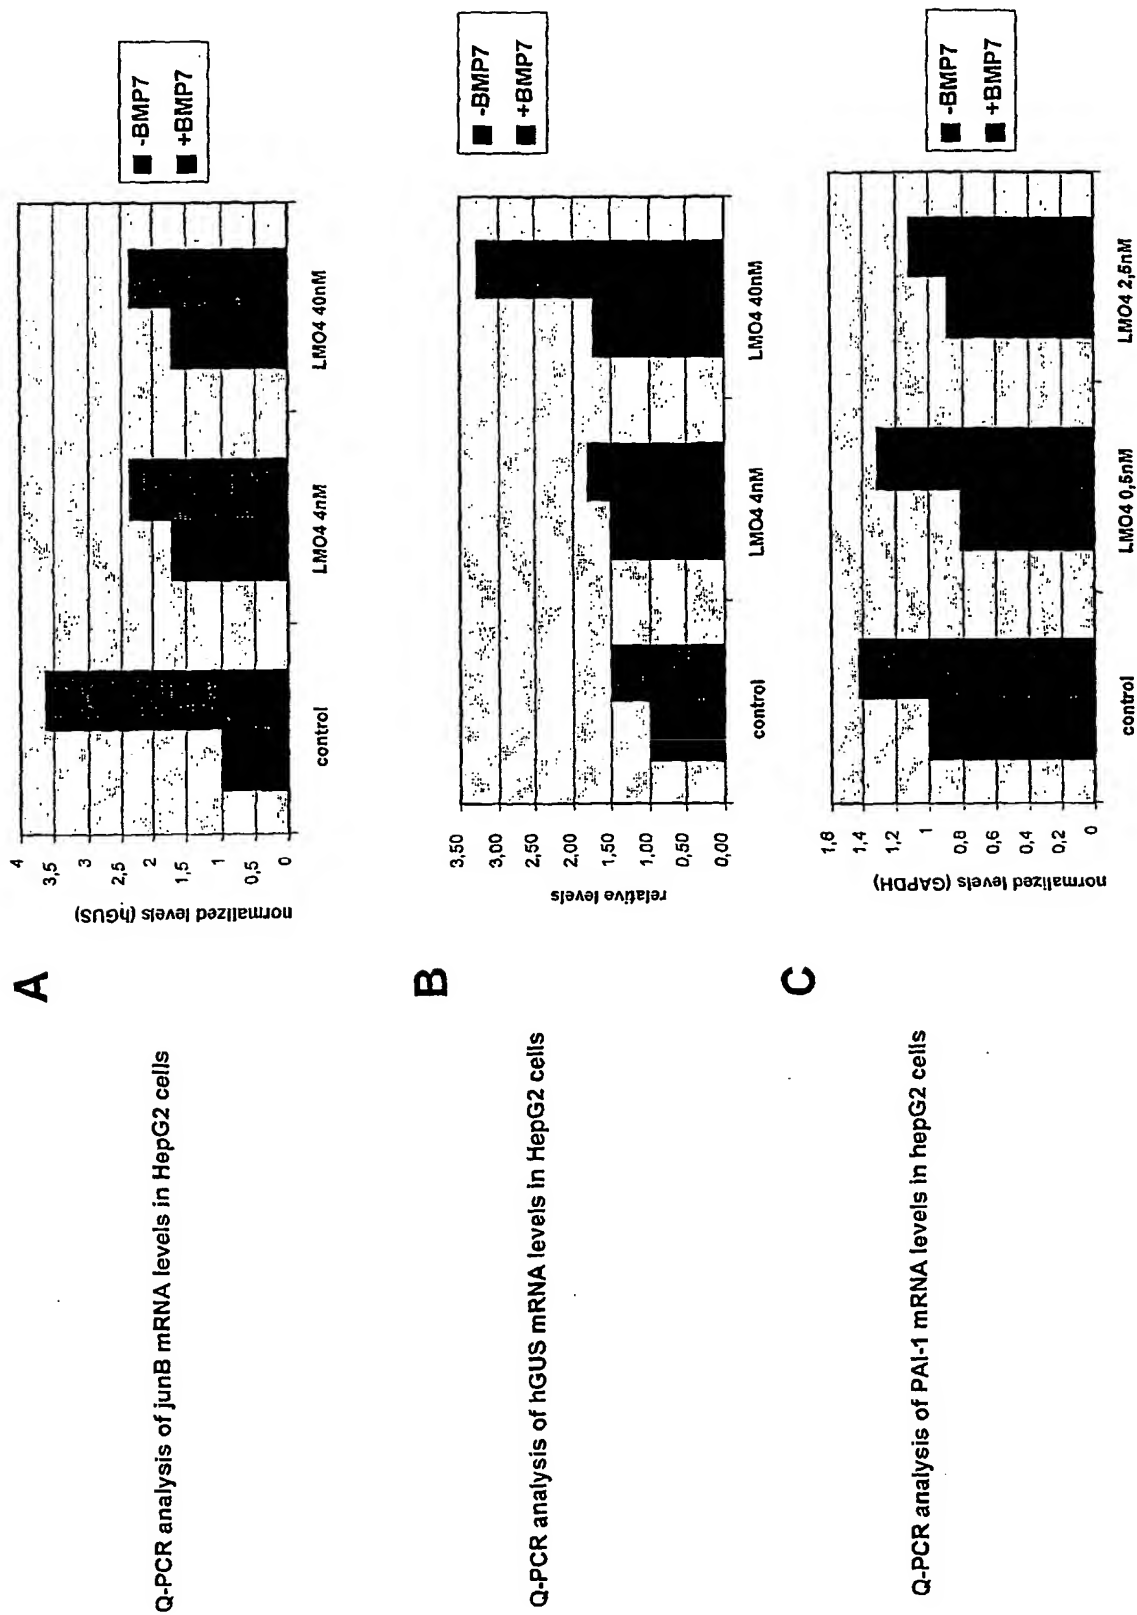 Q-PCR analysis of junB mRNA levels in HepG2 cells
A
normalized levels (hGUS)
4
3,5
3
2,5
2
1,5
1
0,5
0
control
LMO4 4nM
LMO4 40nM
-BMP7
+BMP7
Q-PCR analysis of hGUS mRNA levels in HepG2 cells
B
relative levels
3,50
3,00
2,50
2,00
1,50
1,00
0,50
0,00
control
LMO4 4nM
LMO4 40nM
-BMP7
+BMP7
Q-PCR analysis of PAI-1 mRNA levels in hepG2 cells
C
normalized levels (GAPDH)
1,6
1,4
1,2
1
0,8
0,6
0,4
0,2
0
control
LMO4 0,5nM
LMO4 2,5nM
-BMP7
+BMP7